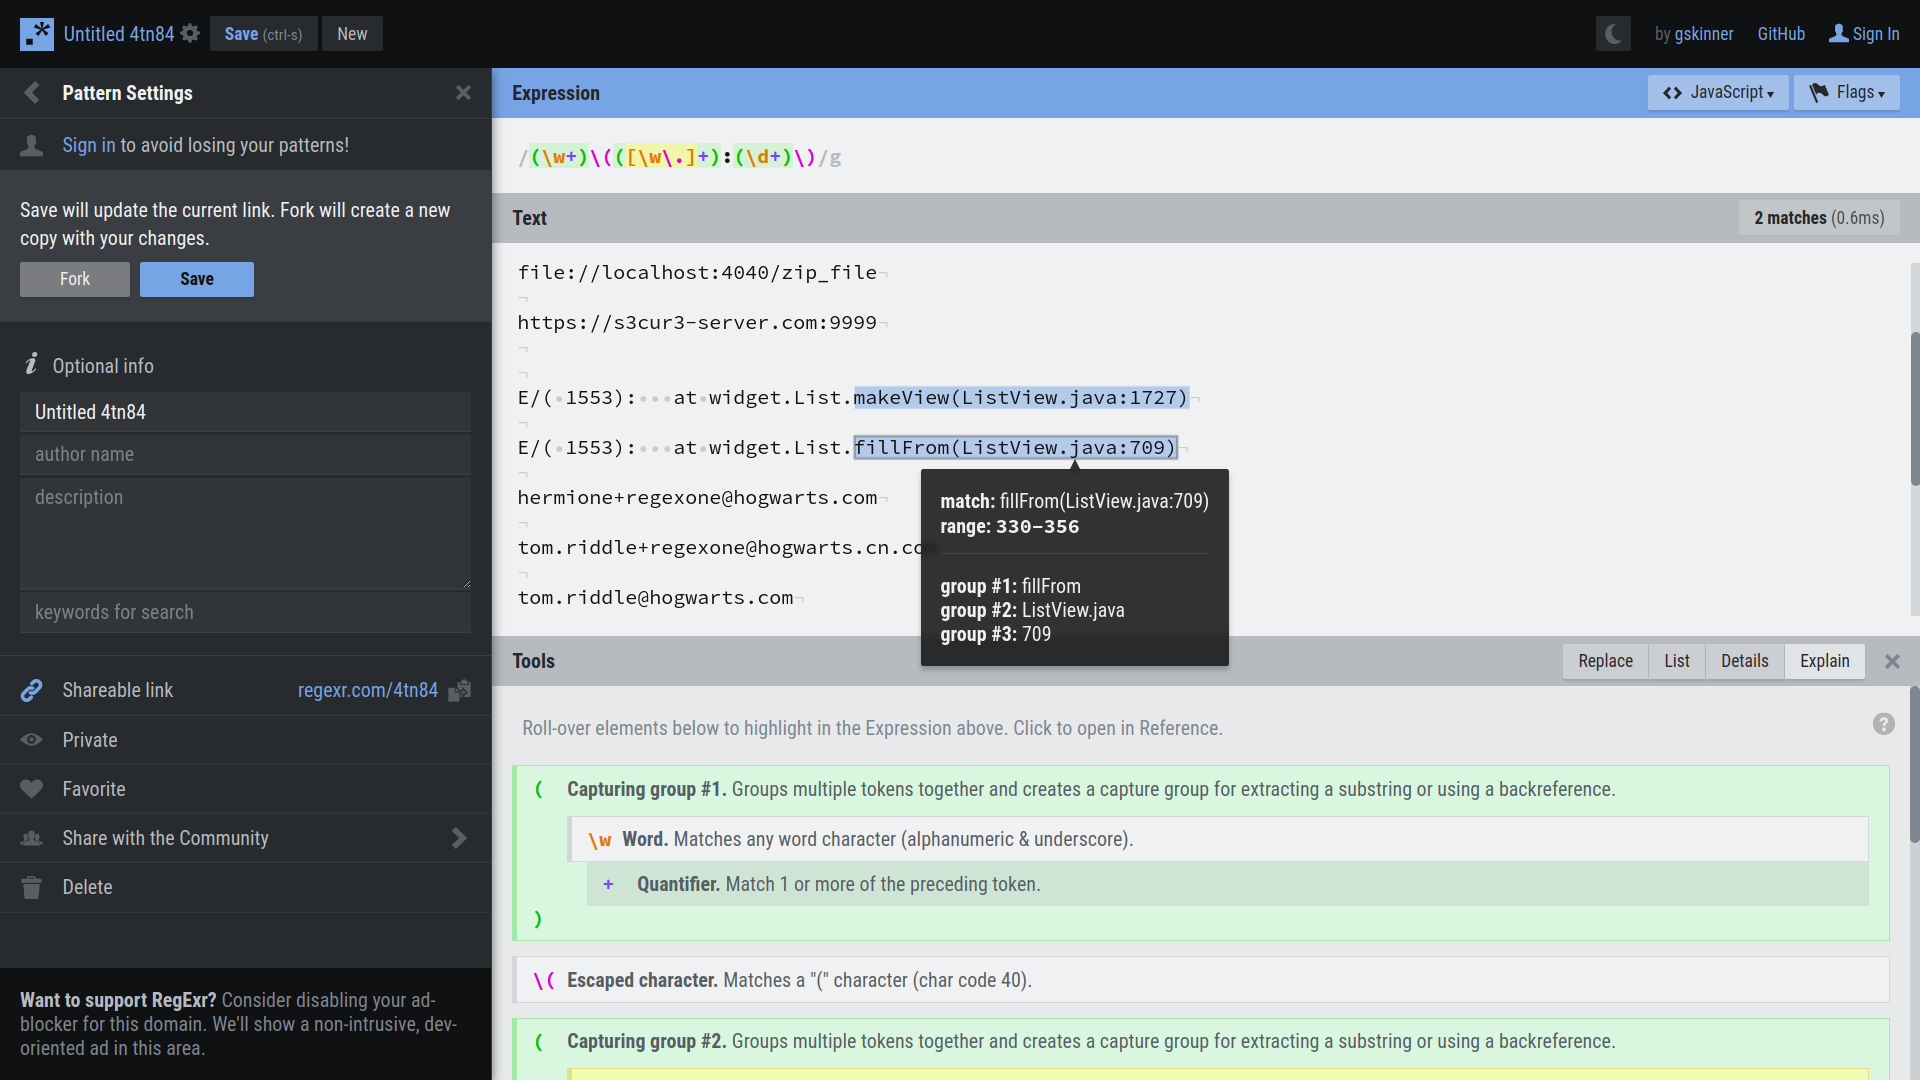 Untitled 4tn84 Save (ctrl-s) New by gskinner GitHub Sign In
Pattern Settings
Sign in to avoid losing your patterns!
Save will update the current link. Fork will create a new
copy with your changes.
Fork Save
Optional info
Untitled 4tn84
author name
description
keywords for search
Shareable link regexr.com/4tn84
Private
Favorite
Share with the Community
Delete
Want to support RegExr? Consider disabling your ad-
blocker for this domain. We'll show a non-intrusive, dev-
oriented ad in this area.
Expression <> JavaScript Flags
/(\w+)\(([\w\.]+):(\d+)\)/g
Text 2 matches (0.6ms)
file://localhost:4040/zip_file¬
¬
https://s3cur3-server.com:9999¬
¬
¬
E/(·1553):···at·widget.List.makeView(ListView.java:1727)¬
¬
E/(·1553):···at·widget.List.fillFrom(ListView.java:709)¬
¬
hermione+regexone@hogwarts.com¬
¬
tom.riddle+regexone@hogwarts.cn.co
¬
tom.riddle@hogwarts.com¬
match: fillFrom(ListView.java:709)
range: 330-356
group #1: fillFrom
group #2: ListView.java
group #3: 709
Tools Replace List Details Explain
Roll-over elements below to highlight in the Expression above. Click to open in Reference. ?
( Capturing group #1. Groups multiple tokens together and creates a capture group for extracting a substring or using a backreference.
\w Word. Matches any word character (alphanumeric & underscore).
+ Quantifier. Match 1 or more of the preceding token.
)
\( Escaped character. Matches a "(" character (char code 40).
( Capturing group #2. Groups multiple tokens together and creates a capture group for extracting a substring or using a backreference.